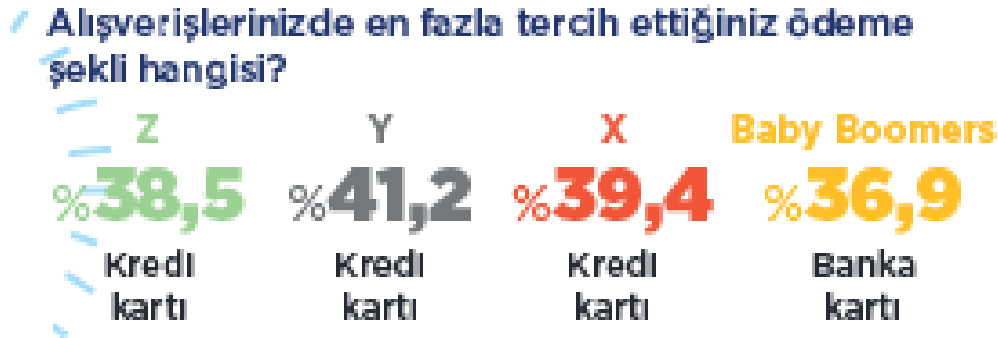 Alışverişlerinizde en fazla tercih ettiğiniz ödeme
şekli hangisi?
Z Y X Baby Boomers
%38,5 %41,2 %39,4 %36,9
Kredi Kredi Kredi Banka
kartı kartı kartı kartı